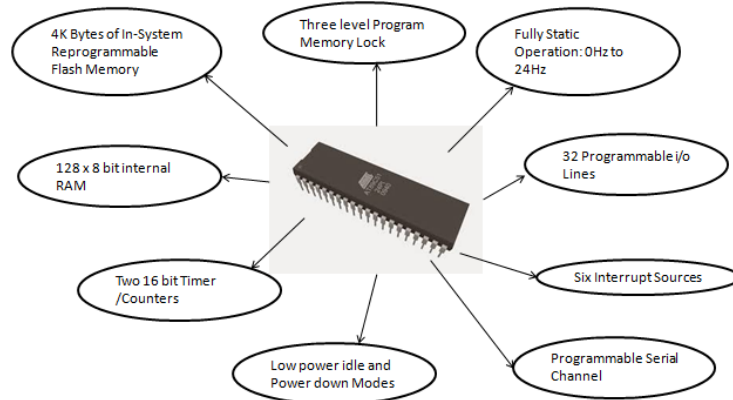 4K Bytes of In-System
Reprogrammable
Flash Memory
Three level Program
Memory Lock
Fully Static
Operation: 0Hz to
24Hz
128 x 8 bit internal
RAM
32 Programmable i/o
Lines
Two 16 bit Timer
/Counters
Six Interrupt Sources
Low power idle and
Power down Modes
Programmable Serial
Channel